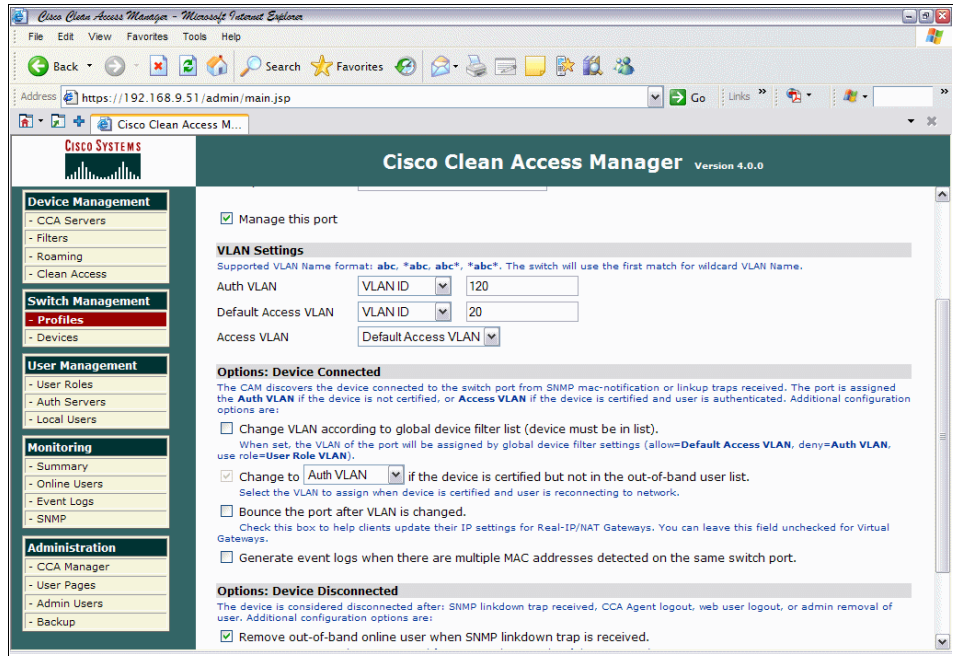 Cisco Clean Access Manager - Microsoft Internet Explorer
File Edit View Favorites Tools Help
Back Search Favorites
Address https://192.168.9.51/admin/main.jsp Go Links »
Cisco Clean Access M...
CISCO SYSTEMS
Cisco Clean Access Manager Version 4.0.0
Device Management
- CCA Servers
- Filters
- Roaming
- Clean Access
Switch Management
- Profiles
- Devices
User Management
- User Roles
- Auth Servers
- Local Users
Monitoring
- Summary
- Online Users
- Event Logs
- SNMP
Administration
- CCA Manager
- User Pages
- Admin Users
- Backup
Manage this port
VLAN Settings
Supported VLAN Name format: abc, *abc, abc*, *abc*. The switch will use the first match for wildcard VLAN Name.
Auth VLAN VLAN ID 120
Default Access VLAN VLAN ID 20
Access VLAN Default Access VLAN
Options: Device Connected
The CAM discovers the device connected to the switch port from SNMP mac-notification or linkup traps received. The port is assigned
the Auth VLAN if the device is not certified, or Access VLAN if the device is certified and user is authenticated. Additional configuration
options are:
Change VLAN according to global device filter list (device must be in list).
When set, the VLAN of the port will be assigned by global device filter settings (allow=Default Access VLAN, deny=Auth VLAN,
use role=User Role VLAN).
Change to Auth VLAN if the device is certified but not in the out-of-band user list.
Select the VLAN to assign when device is certified and user is reconnecting to network.
Bounce the port after VLAN is changed.
Check this box to help clients update their IP settings for Real-IP/NAT Gateways. You can leave this field unchecked for Virtual
Gateways.
Generate event logs when there are multiple MAC addresses detected on the same switch port.
Options: Device Disconnected
The device is considered disconnected after: SNMP linkdown trap received, CCA Agent logout, web user logout, or admin removal of
user. Additional configuration options are:
Remove out-of-band online user when SNMP linkdown trap is received.